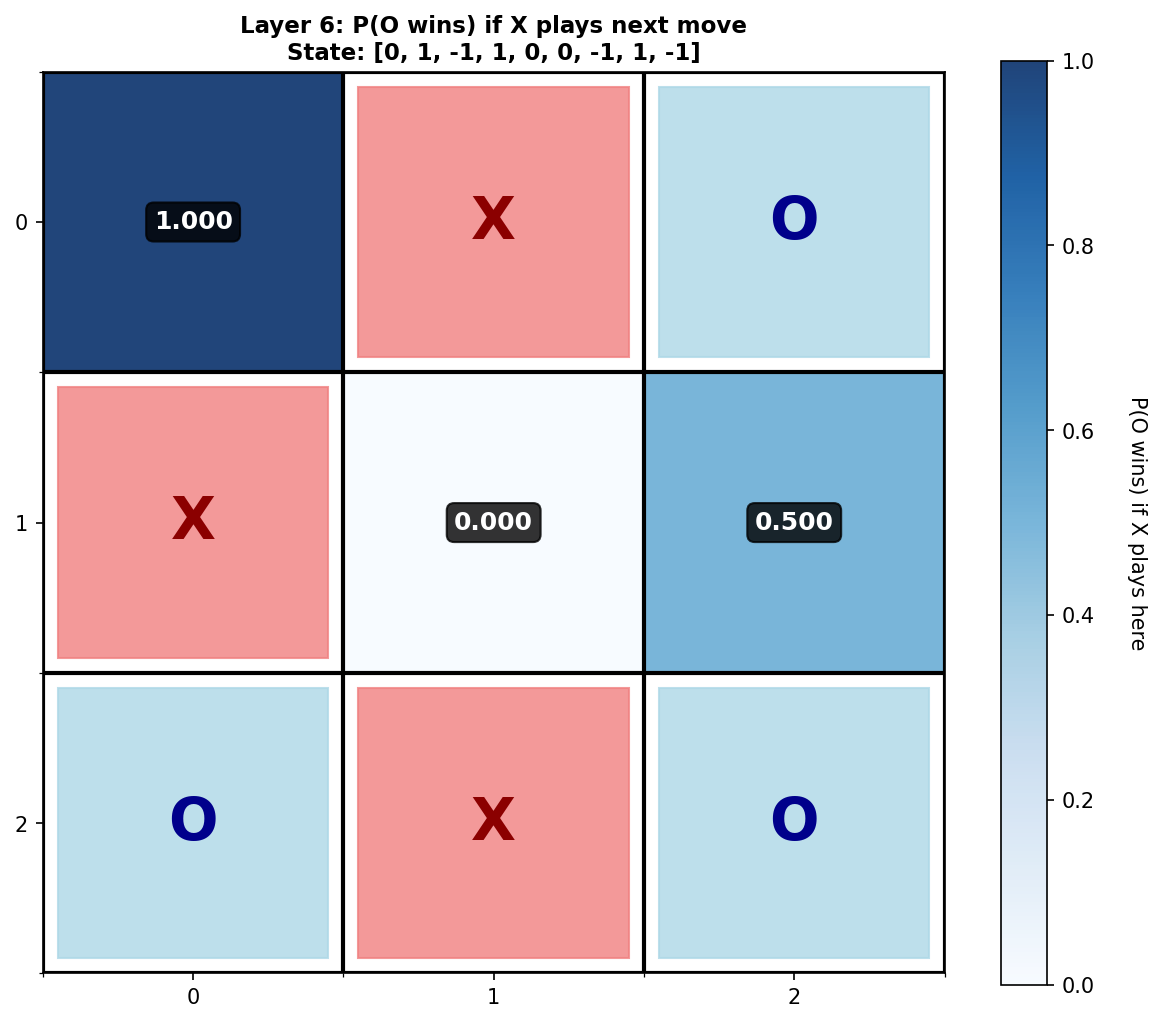 Layer 6: P(O wins) if X plays next move
State: [0, 1, -1, 1, 0, 0, -1, 1, -1]
0
1.000
X
O
1
X
0.000
0.500
2
O
X
O
0
1
2
1.0
0.8
0.6
0.4
0.2
0.0
P(O wins) if X plays here